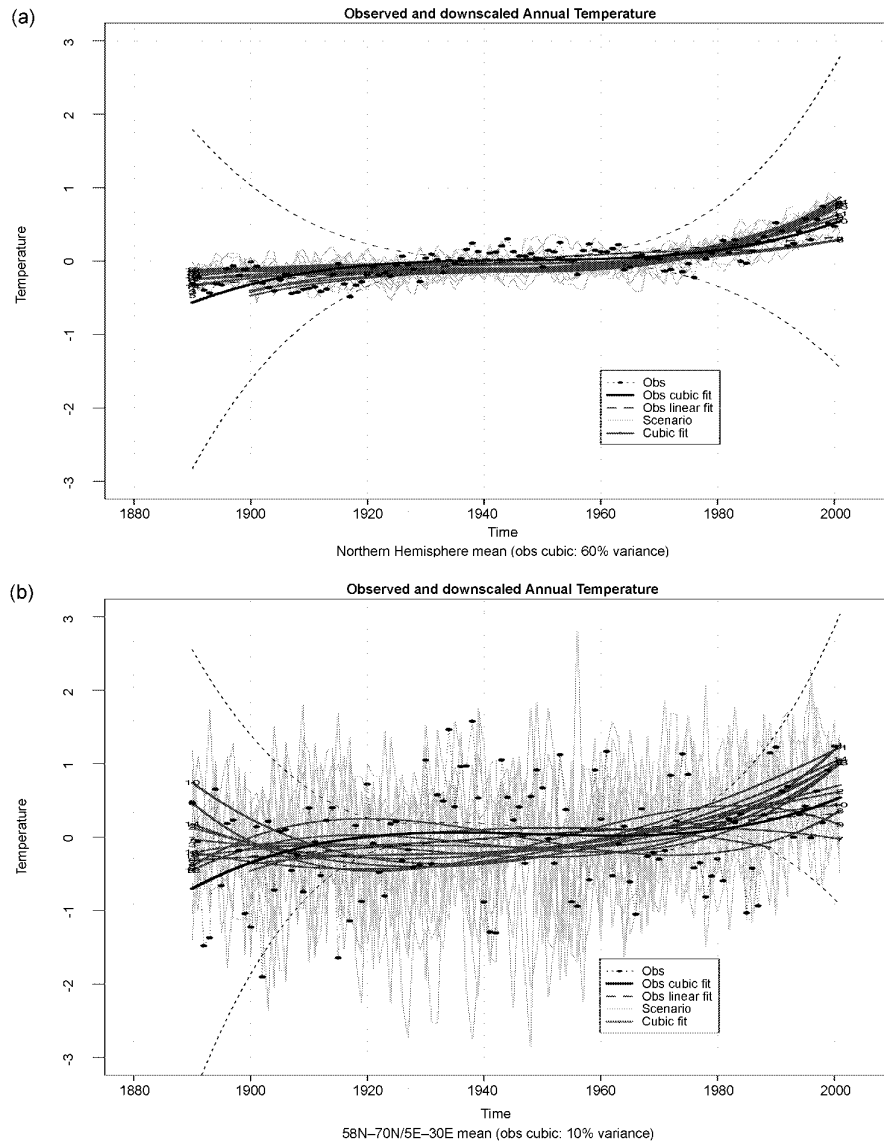 (a)
Observed and downscaled Annual Temperature
Temperature
3
2
1
0
-1
-2
-3
Obs
Obs cubic fit
Obs linear fit
Scenario
Cubic fit
1880 1900 1920 1940 1960 1980 2000
Time
Northern Hemisphere mean (obs cubic: 60% variance)
(b)
Observed and downscaled Annual Temperature
Temperature
3
2
1
0
-1
-2
-3
Obs
Obs cubic fit
Obs linear fit
Scenario
Cubic fit
1880 1900 1920 1940 1960 1980 2000
Time
58N–70N/5E–30E mean (obs cubic: 10% variance)